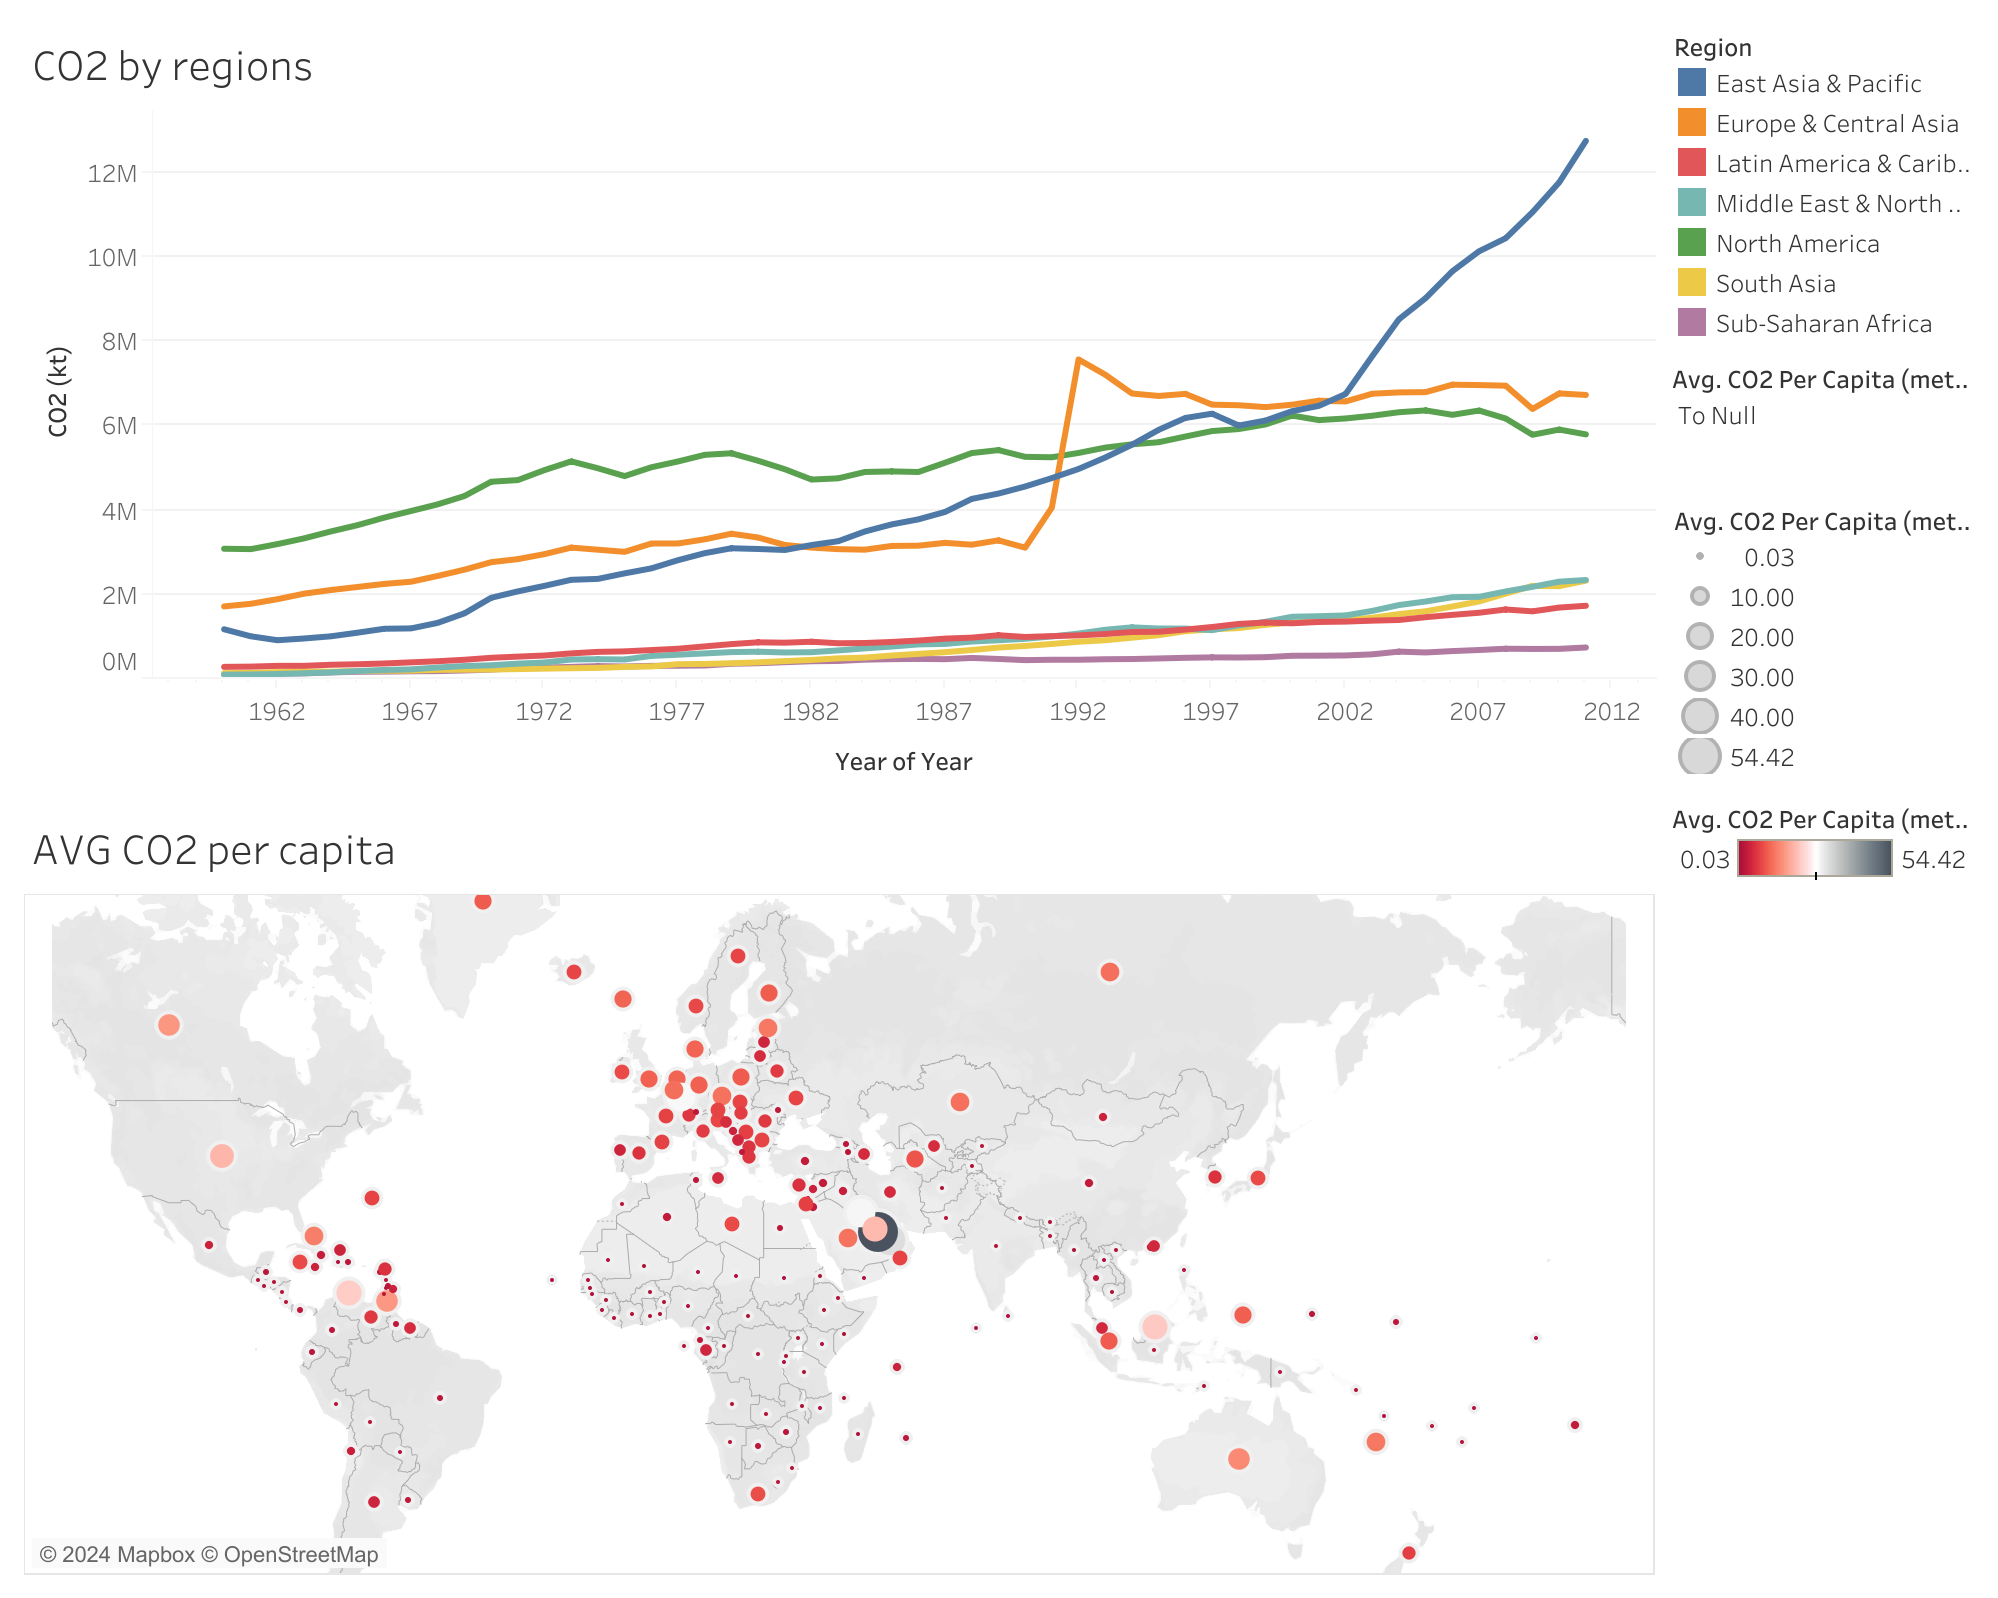 CO2 by regions
12M
10M
8M
6M
4M
2M
0M
CO2 (kt)
1962 1967 1972 1977 1982 1987 1992 1997 2002 2007 2012
Year of Year
Region
East Asia & Pacific
Europe & Central Asia
Latin America & Carib..
Middle East & North ..
North America
South Asia
Sub-Saharan Africa
Avg. CO2 Per Capita (met..
To Null
Avg. CO2 Per Capita (met..
0.03
10.00
20.00
30.00
40.00
54.42
Avg. CO2 Per Capita (met..
0.03 54.42
AVG CO2 per capita
© 2024 Mapbox © OpenStreetMap